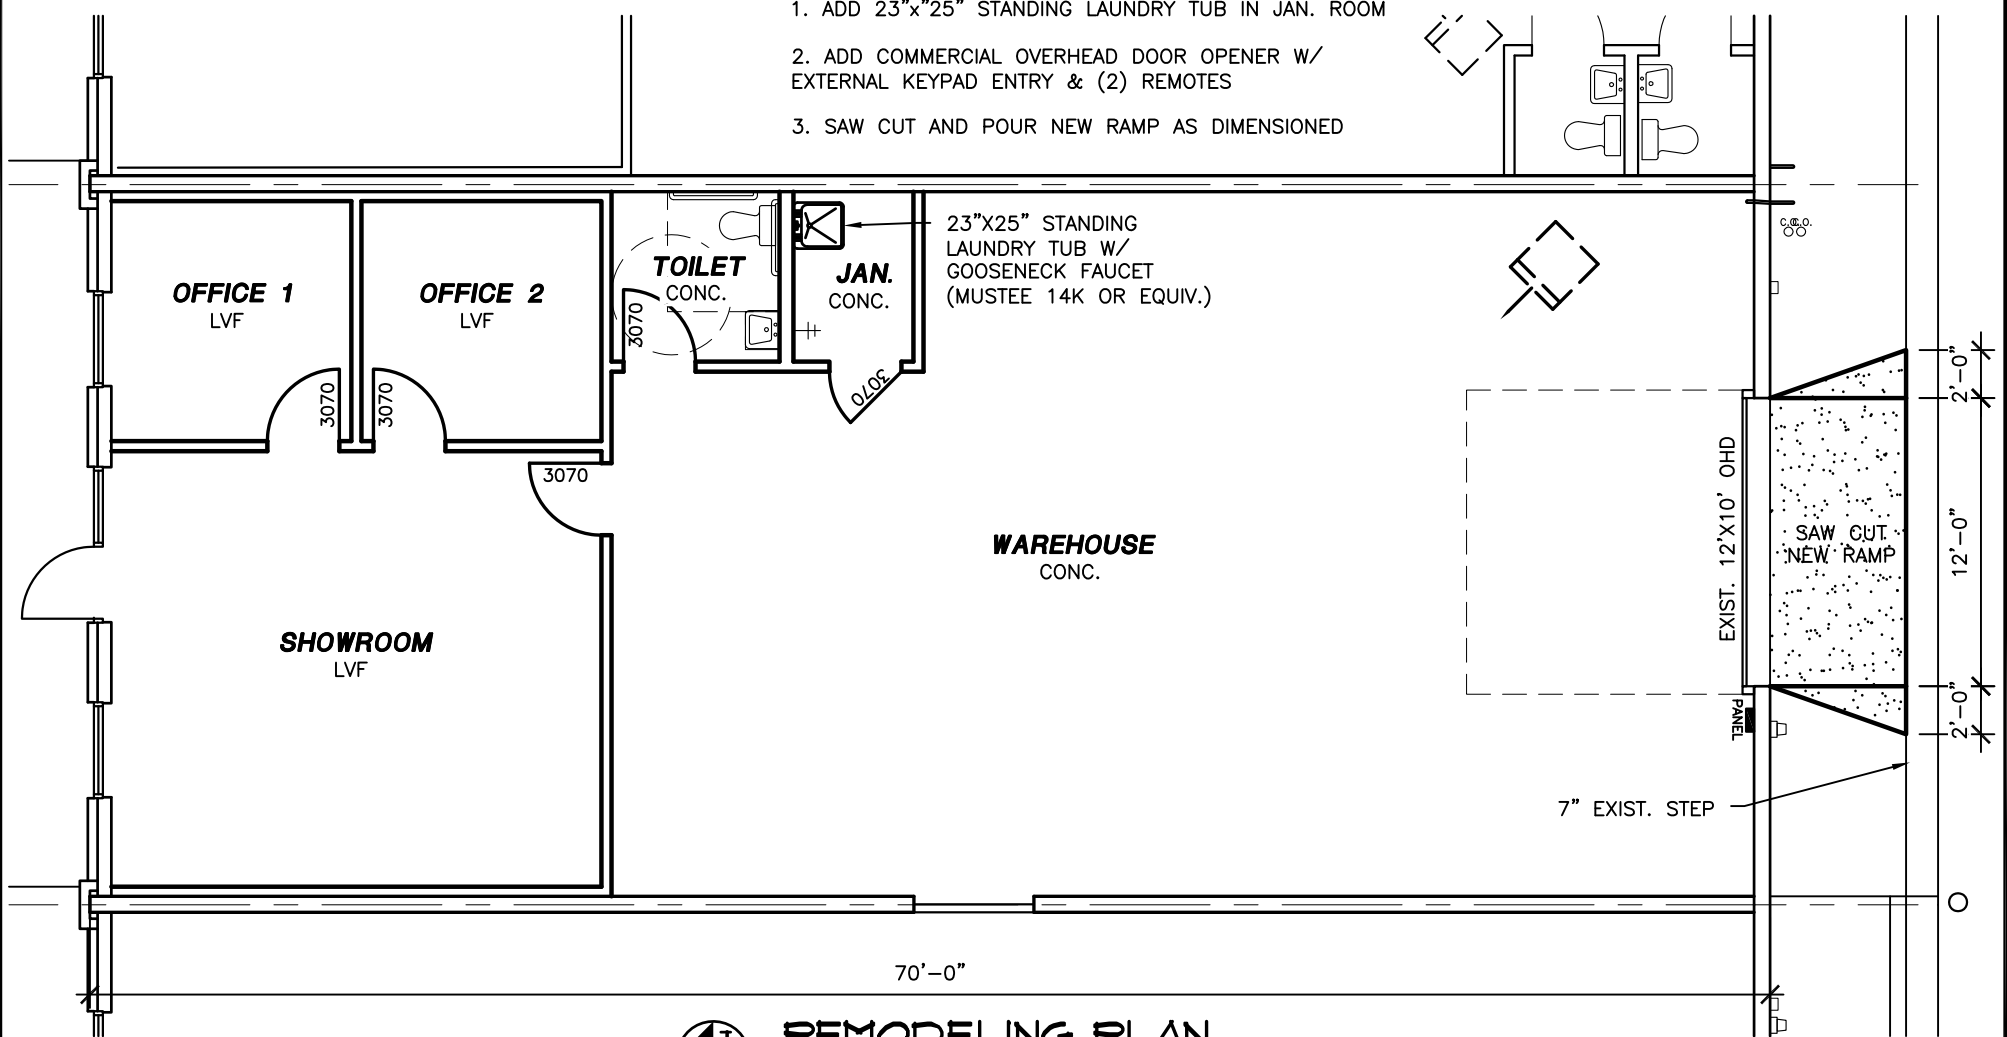 1. ADD 23"x"25" STANDING LAUNDRY TUB IN JAN. ROOM
2. ADD COMMERCIAL OVERHEAD DOOR OPENER W/
EXTERNAL KEYPAD ENTRY & (2) REMOTES
3. SAW CUT AND POUR NEW RAMP AS DIMENSIONED
OFFICE 1
LVF
3070
OFFICE 2
LVF
3070
TOILET
CONC.
3070
JAN.
CONC.
3070
23"X25" STANDING
LAUNDRY TUB W/
GOOSENECK FAUCET
(MUSTEE 14K OR EQUIV.)
3070
SHOWROOM
LVF
WAREHOUSE
CONC.
EXIST. 12'X10' OHD
PANEL
SAW CUT
NEW RAMP
2'-0"
12'-0"
2'-0"
7" EXIST. STEP
70'-0"
REMODELING PLAN